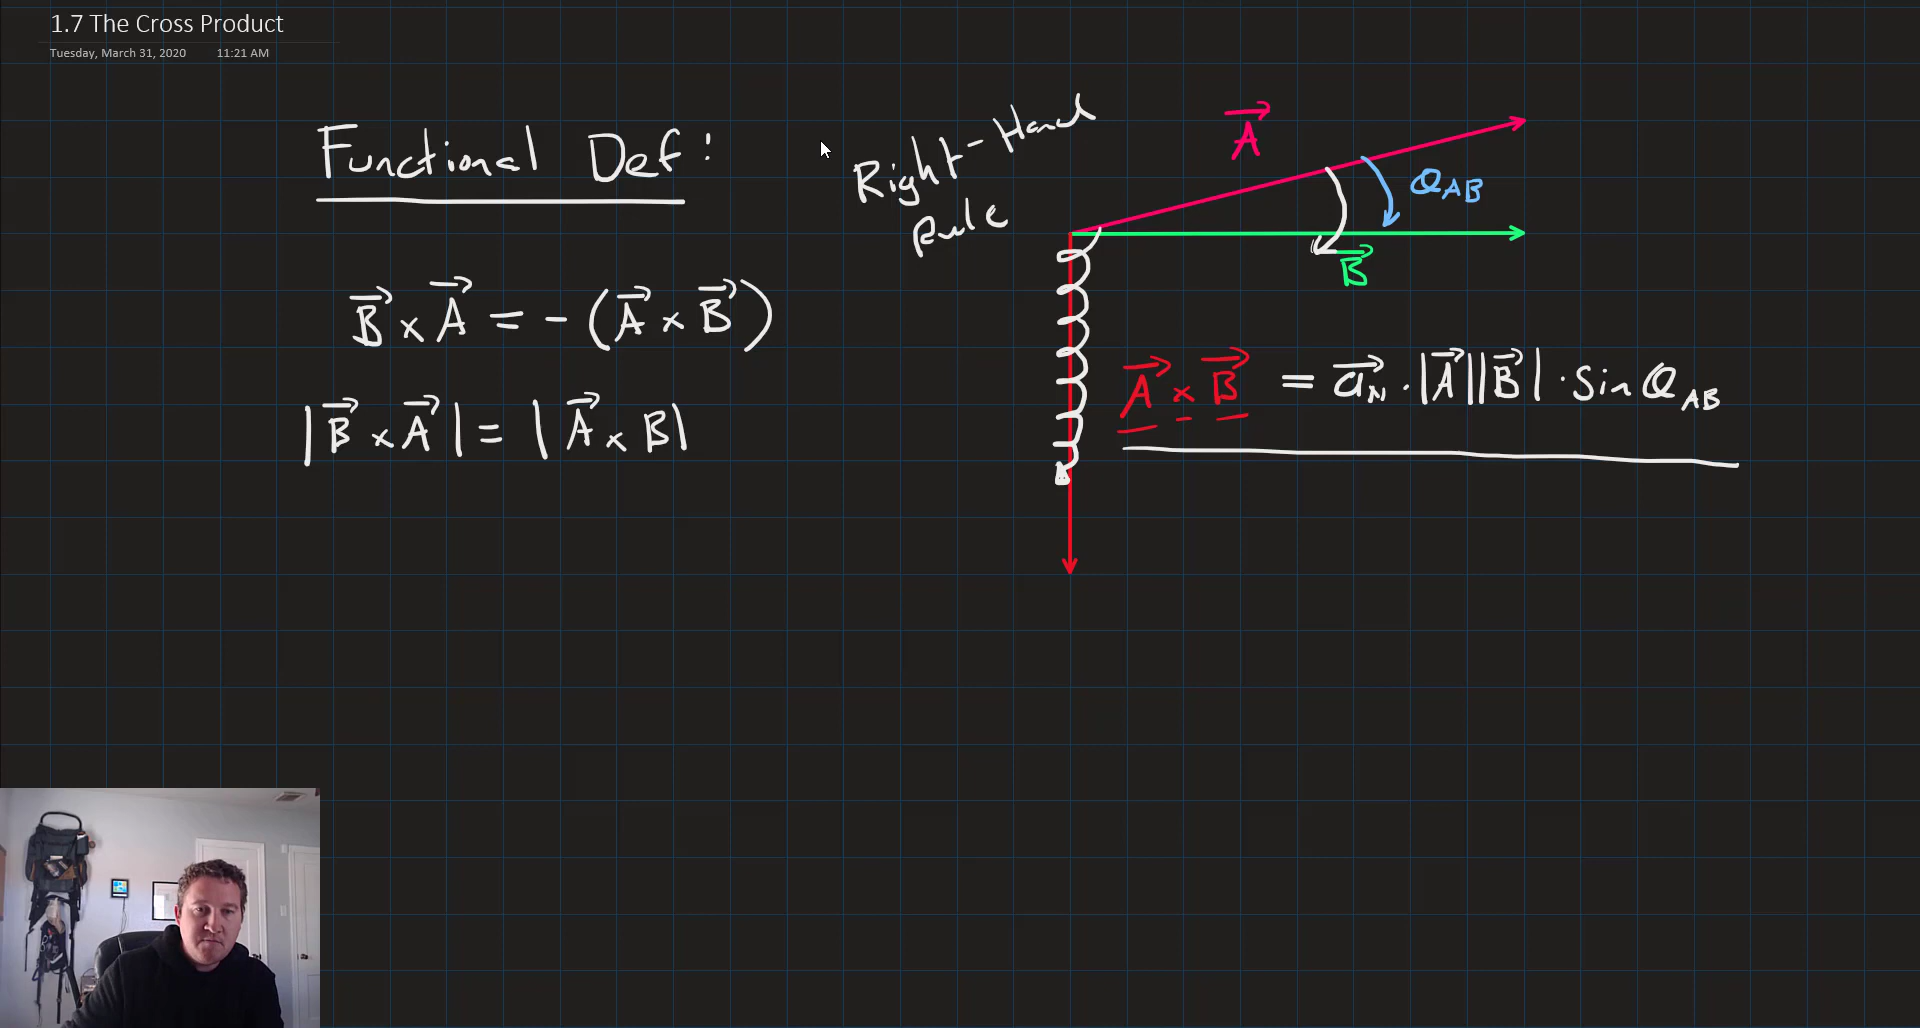 1.7 The Cross Product
Tuesday, March 31, 2020 11:21 AM
Functional Def:
B⃗ × A⃗ = - (A⃗ × B⃗)
|B⃗ × A⃗| = |A⃗ × B|
Right-Hand
Rule
A⃗
θAB
B⃗
A⃗ × B⃗ = a⃗N · |A⃗||B⃗| · Sin θAB